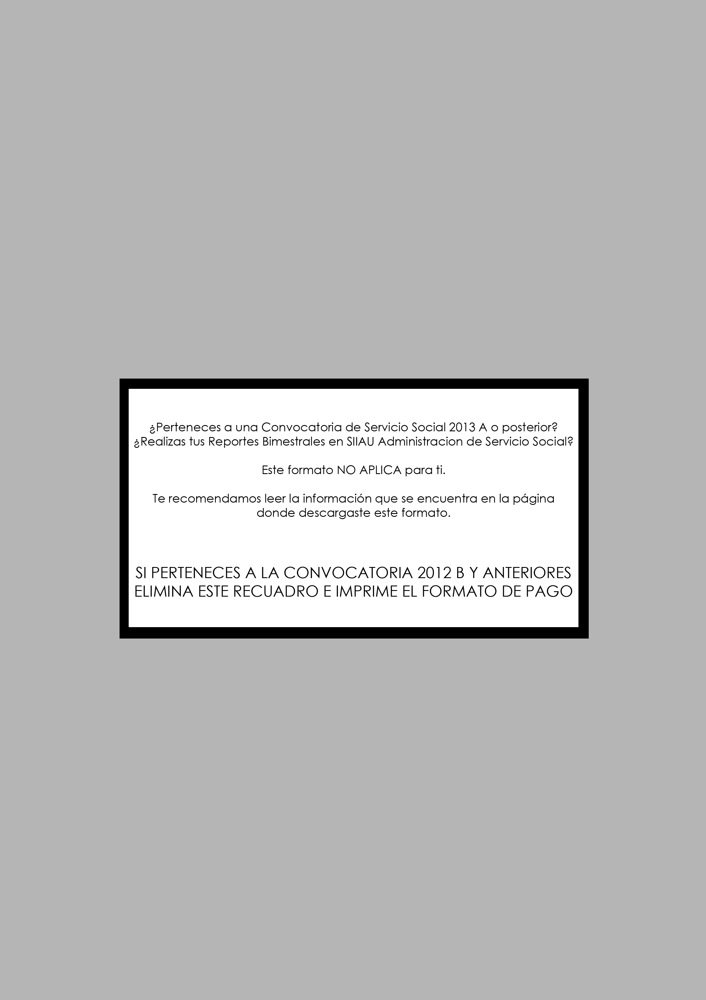 ¿Perteneces a una Convocatoria de Servicio Social 2013 A o posterior?
¿Realizas tus Reportes Bimestrales en SIIAU Administracion de Servicio Social?
Este formato NO APLICA para ti.
Te recomendamos leer la información que se encuentra en la página
donde descargaste este formato.
SI PERTENECES A LA CONVOCATORIA 2012 B Y ANTERIORES
ELIMINA ESTE RECUADRO E IMPRIME EL FORMATO DE PAGO